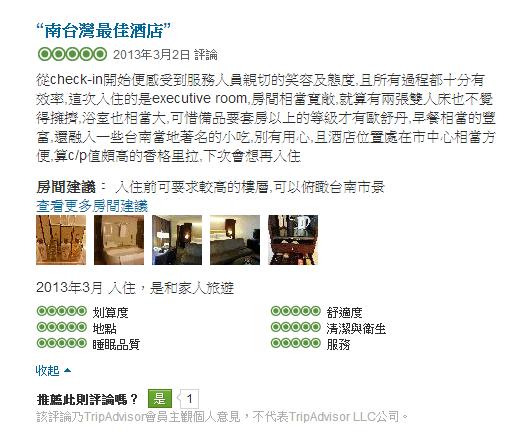 “南台灣最佳酒店”
2013年3月2日 評論
從check-in開始便感受到服務人員親切的笑容及態度,且所有過程都十分有
效率,這次入住的是executive room,房間相當寬敞,就算有兩張雙人床也不覺
得擁擠,浴室也相當大,可惜備品要套房以上的等級才有歐舒丹,早餐相當的豐
富,還融入一些台南當地著名的小吃,別有用心,且酒店位置處在市中心相當方
便,算c/p值頗高的香格里拉,下次會想再入住
房間建議： 入住前可要求較高的樓層,可以俯瞰台南市景
查看更多房間建議
2013年3月 入住，是和家人旅遊
划算度 舒適度
地點 清潔與衛生
睡眠品質 服務
收起
推薦此則評論嗎？ 是 1
該評論乃TripAdvisor會員主觀個人意見，不代表TripAdvisor LLC公司。